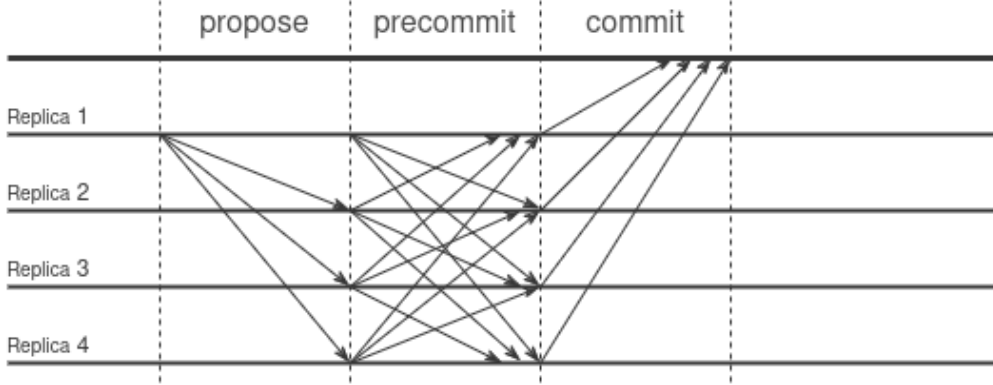 propose precommit commit
Replica 1
Replica 2
Replica 3
Replica 4